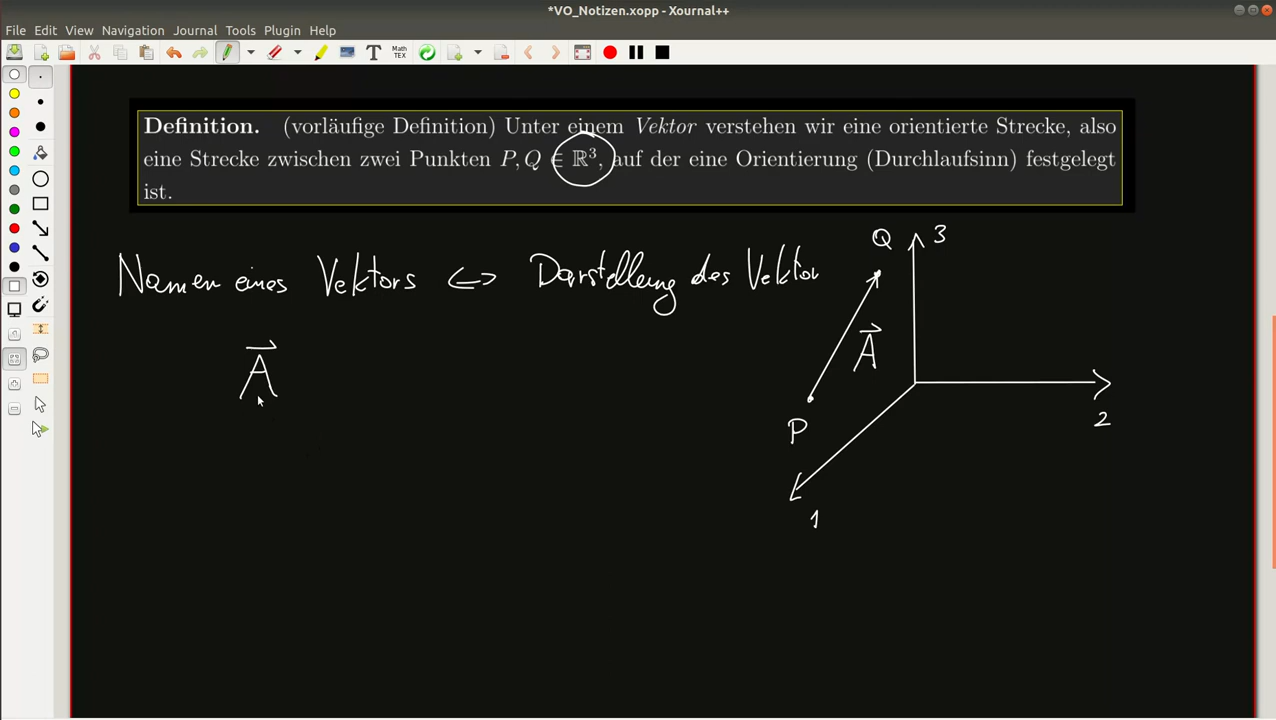 *VO_Notizen.xopp - Xournal++
File Edit View Navigation Journal Tools Plugin Help
T Math TEX
Definition. (vorläufige Definition) Unter einem Vektor verstehen wir eine orientierte Strecke, also
eine Strecke zwischen zwei Punkten P, Q ∈ ℝ³, auf der eine Orientierung (Durchlaufsinn) festgelegt
ist.
Q 3
Namen eines Vektors ↔ Darstellung des Vektor
A⃗ A⃗
2
P
1